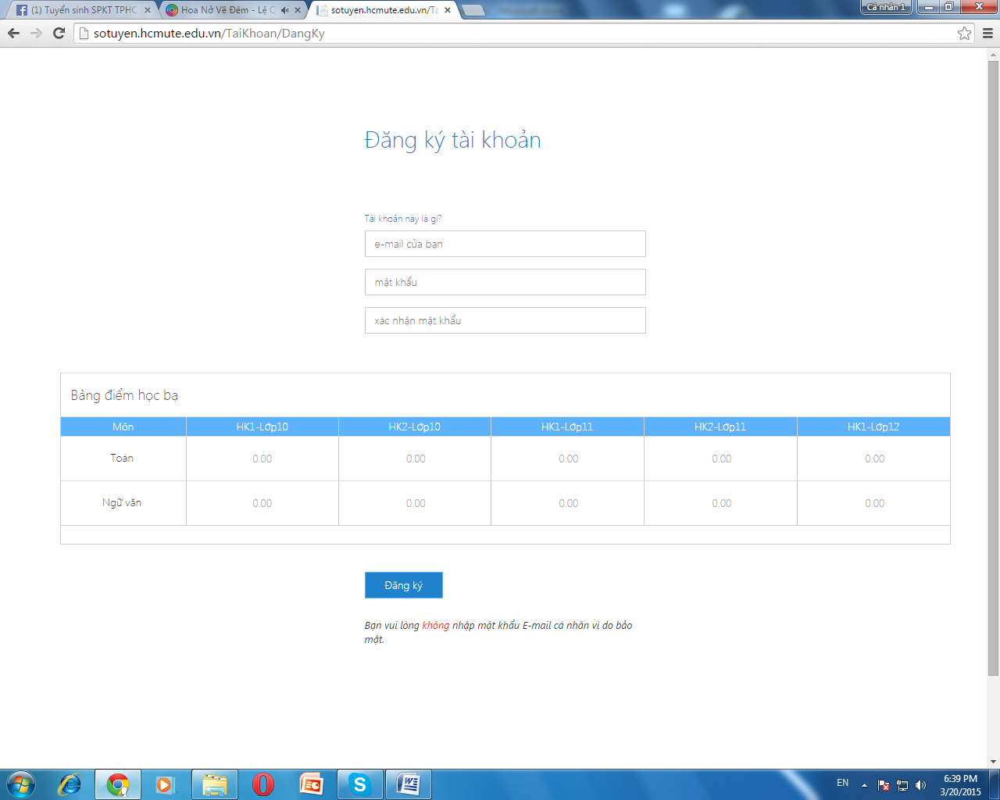 (1) Tuyển sinh SPKT TPHC
Hoa Nở Về Đêm - Lệ Q
sotuyen.hcmute.edu.vn/Ta
Cá nhân 1
sotuyen.hcmute.edu.vn/TaiKhoan/DangKy
Đăng ký tài khoản
Tài khoản này là gì?
e-mail của bạn
mật khẩu
xác nhận mật khẩu
Bảng điểm học bạ
Môn HK1-Lớp10 HK2-Lớp10 HK1-Lớp11 HK2-Lớp11 HK1-Lớp12
Toán 0.00 0.00 0.00 0.00 0.00
Ngữ văn 0.00 0.00 0.00 0.00 0.00
Đăng ký
Bạn vui lòng không nhập mật khẩu E-mail cá nhân vì do bảo
mật.
EN
6:39 PM
3/20/2015